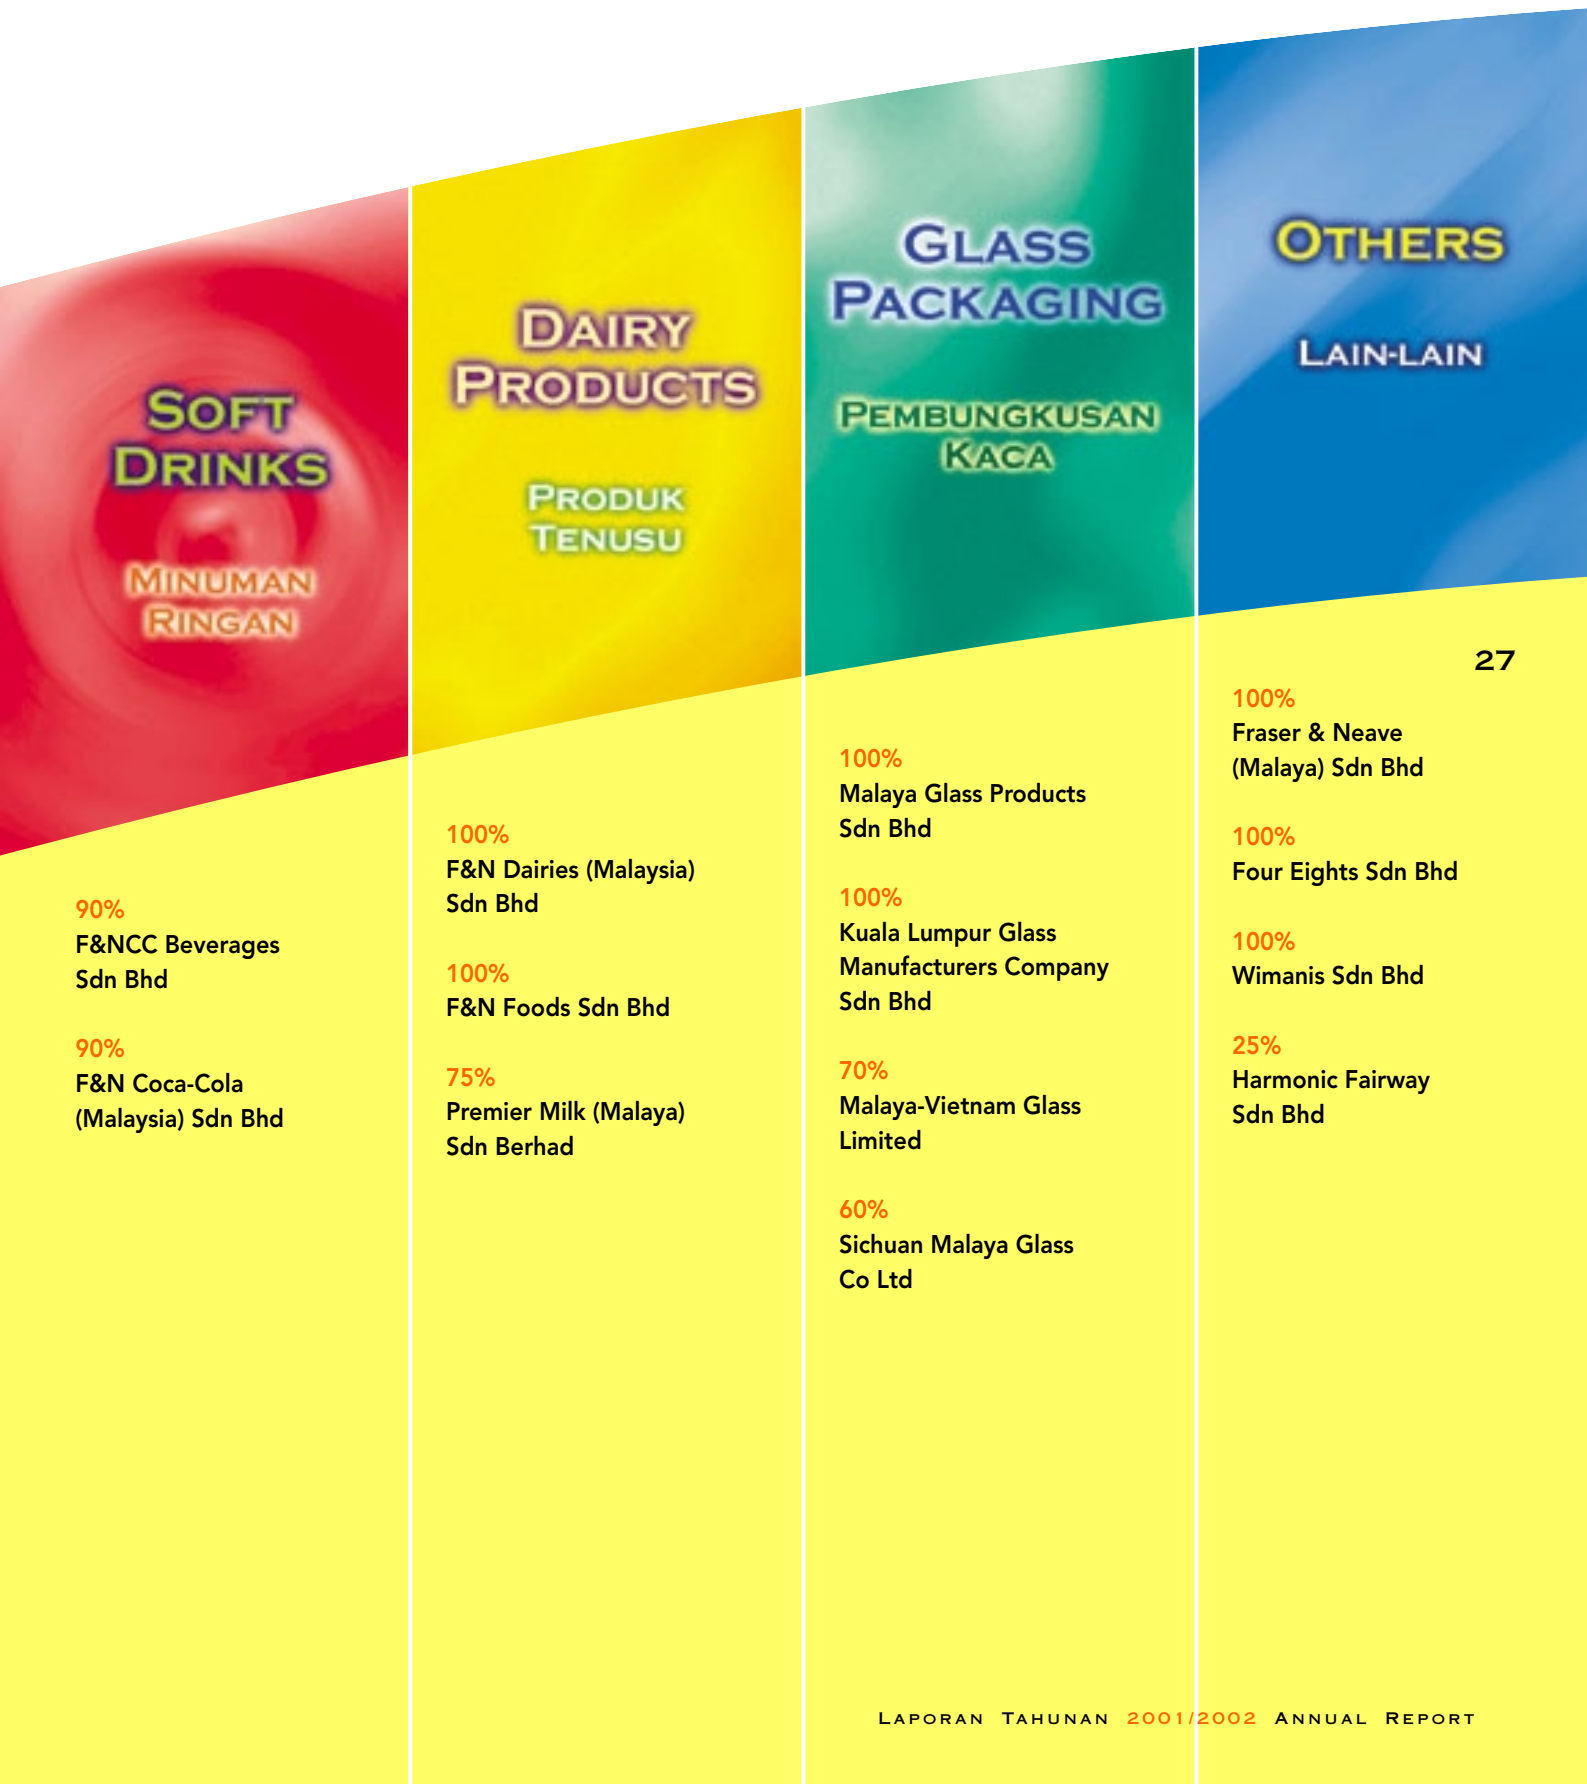 SOFT
DRINKS
MINUMAN
RINGAN
90%
F&NCC Beverages
Sdn Bhd
90%
F&N Coca-Cola
(Malaysia) Sdn Bhd
DAIRY
PRODUCTS
PRODUK
TENUSU
100%
F&N Dairies (Malaysia)
Sdn Bhd
100%
F&N Foods Sdn Bhd
75%
Premier Milk (Malaya)
Sdn Berhad
GLASS
PACKAGING
PEMBUNGKUSAN
KACA
100%
Malaya Glass Products
Sdn Bhd
100%
Kuala Lumpur Glass
Manufacturers Company
Sdn Bhd
70%
Malaya-Vietnam Glass
Limited
60%
Sichuan Malaya Glass
Co Ltd
OTHERS
LAIN-LAIN
27
100%
Fraser & Neave
(Malaya) Sdn Bhd
100%
Four Eights Sdn Bhd
100%
Wimanis Sdn Bhd
25%
Harmonic Fairway
Sdn Bhd
LAPORAN TAHUNAN 2001/2002 ANNUAL REPORT